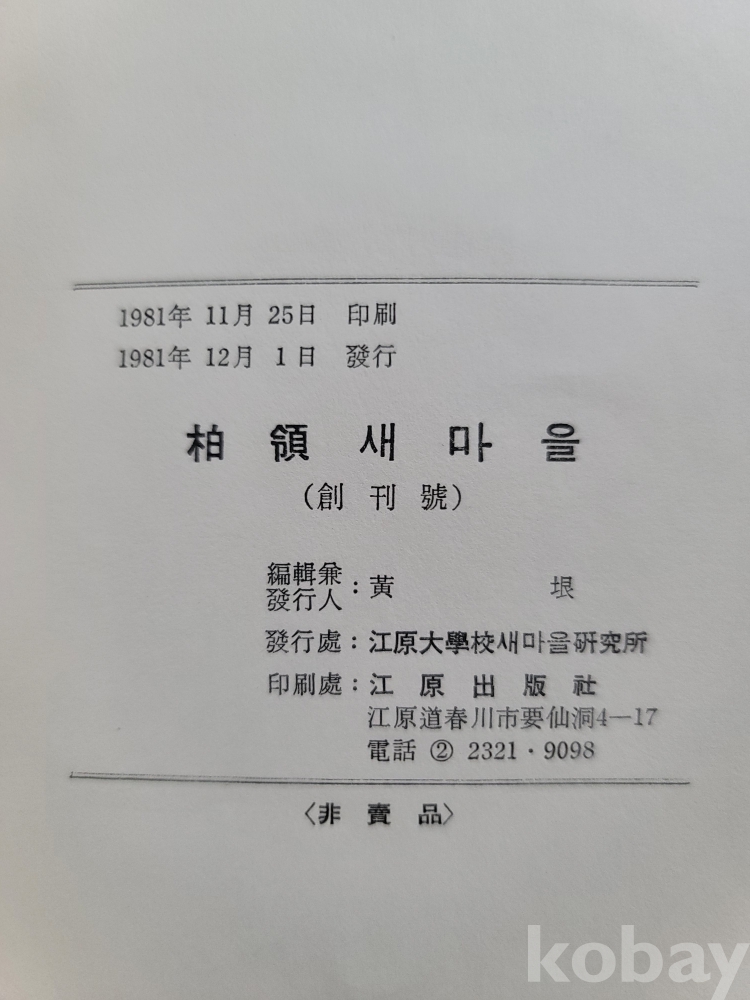 1981年 11月 25日 印刷
1981年 12月 1日 發行
柏領새마을
(創刊號)
編輯兼
發行人 : 黃 垠
發行處 : 江原大學校새마을硏究所
印刷處 : 江原出版社
江原道春川市要仙洞4—17
電話 ② 2321·9098
〈非賣品〉
kobay